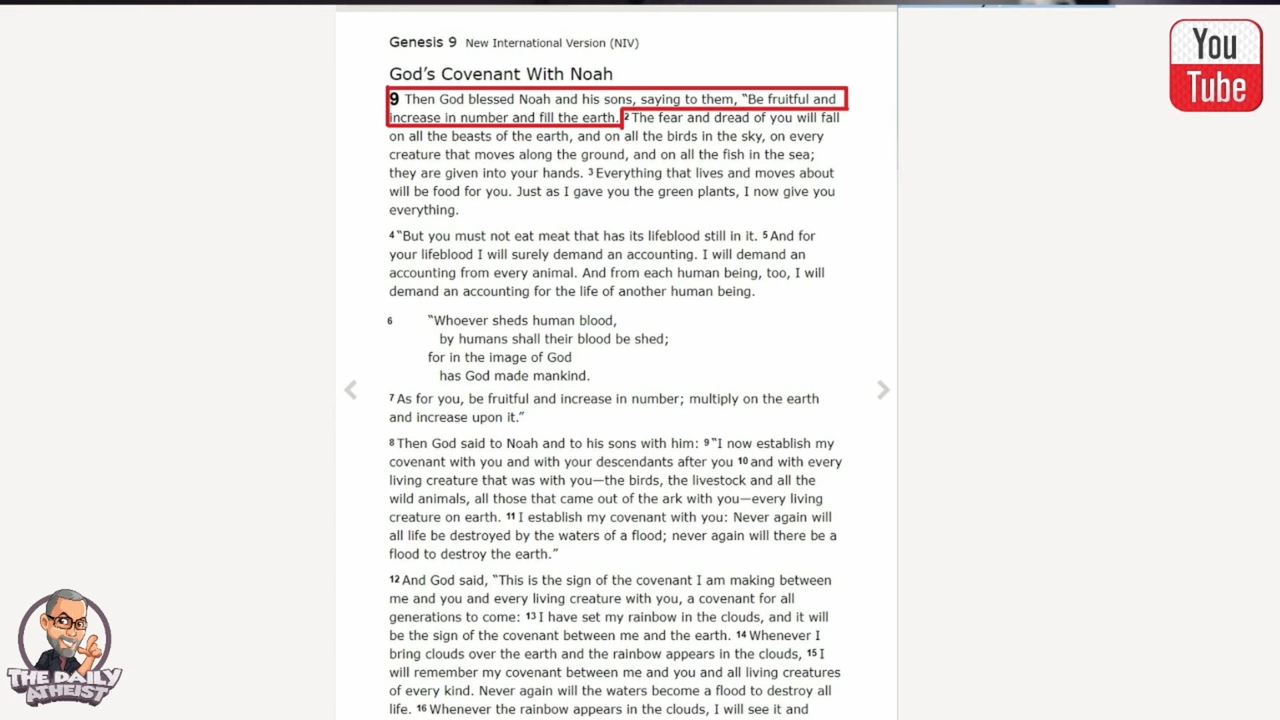 You
Tube
Genesis 9 New International Version (NIV)
God's Covenant With Noah
9 Then God blessed Noah and his sons, saying to them, “Be fruitful and
increase in number and fill the earth. 2 The fear and dread of you will fall
on all the beasts of the earth, and on all the birds in the sky, on every
creature that moves along the ground, and on all the fish in the sea;
they are given into your hands. 3 Everything that lives and moves about
will be food for you. Just as I gave you the green plants, I now give you
everything.
4 “But you must not eat meat that has its lifeblood still in it. 5 And for
your lifeblood I will surely demand an accounting. I will demand an
accounting from every animal. And from each human being, too, I will
demand an accounting for the life of another human being.
6 “Whoever sheds human blood,
by humans shall their blood be shed;
for in the image of God
has God made mankind.
7 As for you, be fruitful and increase in number; multiply on the earth
and increase upon it.”
8 Then God said to Noah and to his sons with him: 9 “I now establish my
covenant with you and with your descendants after you 10 and with every
living creature that was with you—the birds, the livestock and all the
wild animals, all those that came out of the ark with you—every living
creature on earth. 11 I establish my covenant with you: Never again will
all life be destroyed by the waters of a flood; never again will there be a
flood to destroy the earth.”
12 And God said, “This is the sign of the covenant I am making between
me and you and every living creature with you, a covenant for all
generations to come: 13 I have set my rainbow in the clouds, and it will
be the sign of the covenant between me and the earth. 14 Whenever I
bring clouds over the earth and the rainbow appears in the clouds, 15 I
will remember my covenant between me and you and all living creatures
of every kind. Never again will the waters become a flood to destroy all
life. 16 Whenever the rainbow appears in the clouds, I will see it and
THE DAILY
ATHEIST